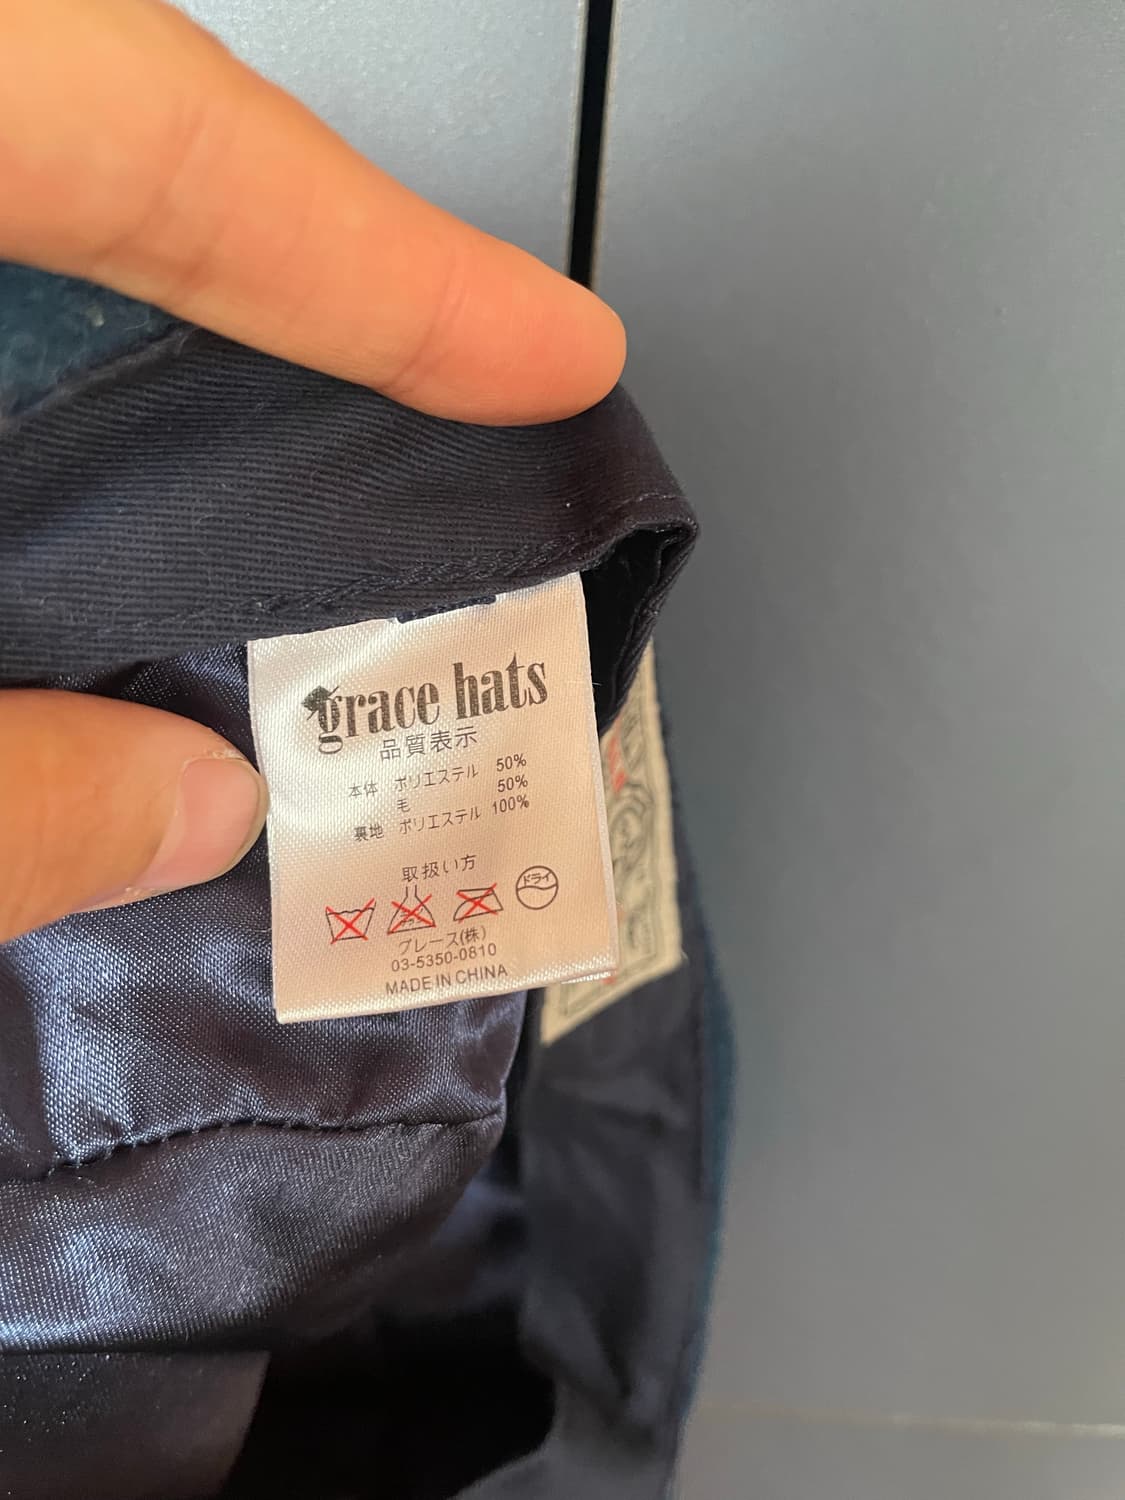 grace hats
品質表示
本体 ポリエステル 50%
毛 50%
裏地 ポリエステル 100%
取扱い方
ドライ
グレース(株)
03-5350-0810
MADE IN CHINA